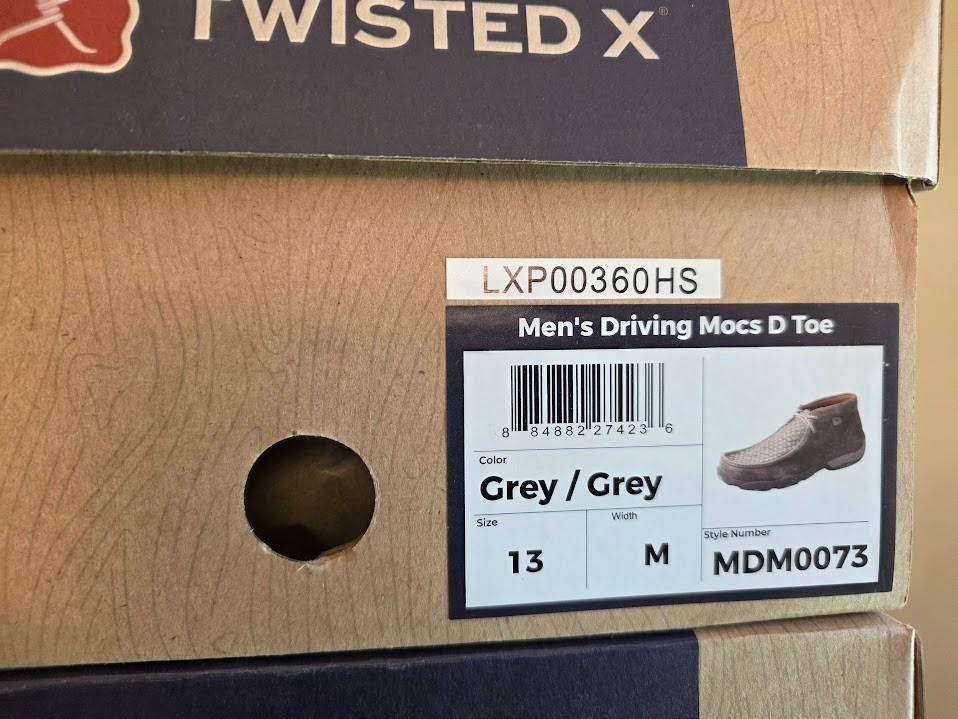 TWISTED X®
LXP00360HS
Men's Driving Mocs D Toe
8 84882 27423 6
Color
Grey / Grey
Size
13
Width
M
Style Number
MDM0073